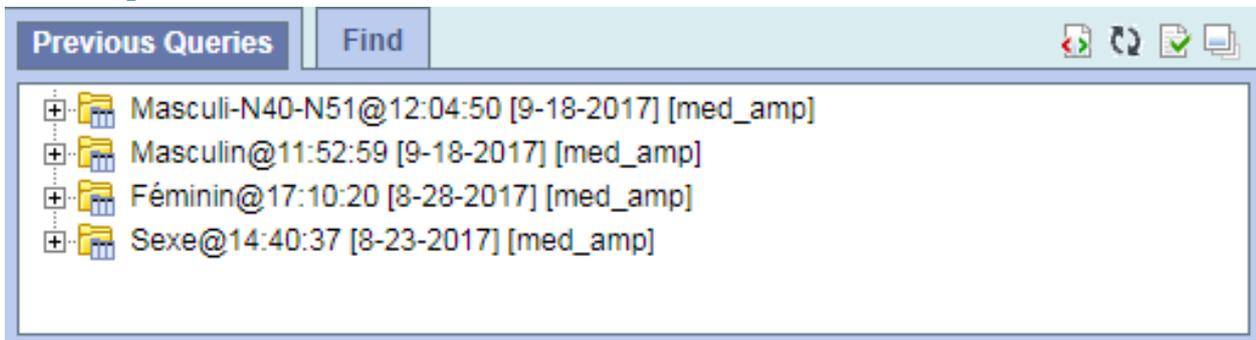 Previous Queries Find
Masculi-N40-N51@12:04:50 [9-18-2017] [med_amp]
Masculin@11:52:59 [9-18-2017] [med_amp]
Féminin@17:10:20 [8-28-2017] [med_amp]
Sexe@14:40:37 [8-23-2017] [med_amp]